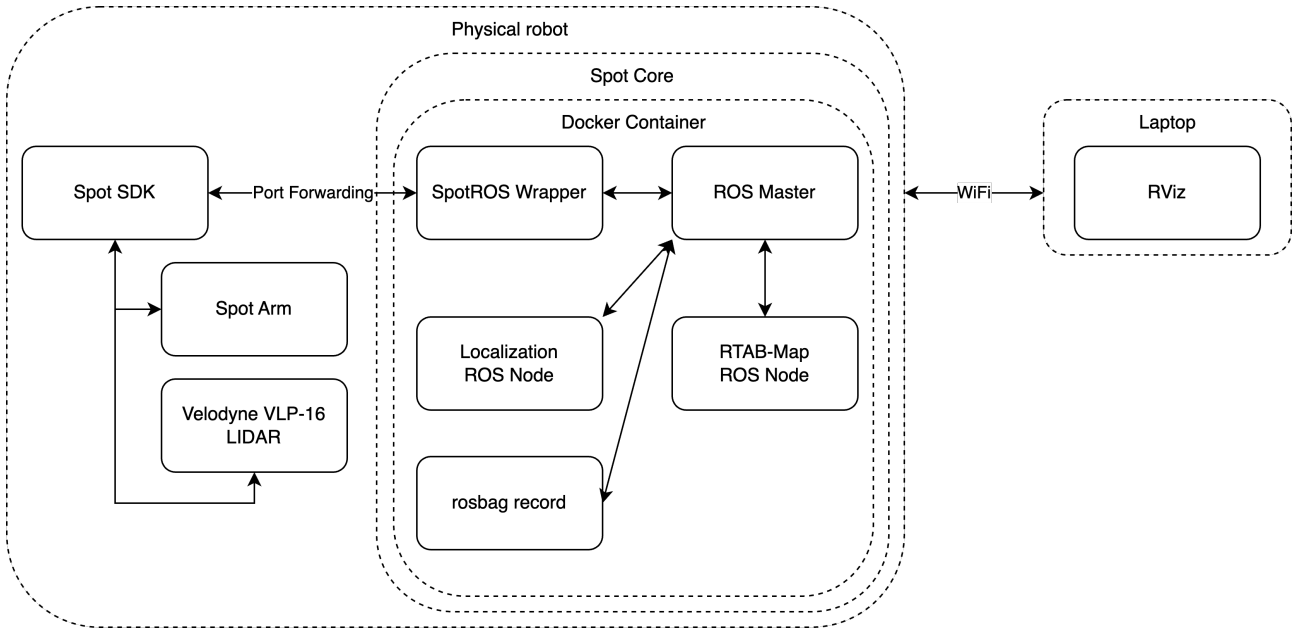 Physical robot
Spot Core
Docker Container
Laptop
Spot SDK
Port Forwarding
SpotROS Wrapper
ROS Master
WiFi
RViz
Spot Arm
Localization
ROS Node
RTAB-Map
ROS Node
Velodyne VLP-16
LIDAR
rosbag record